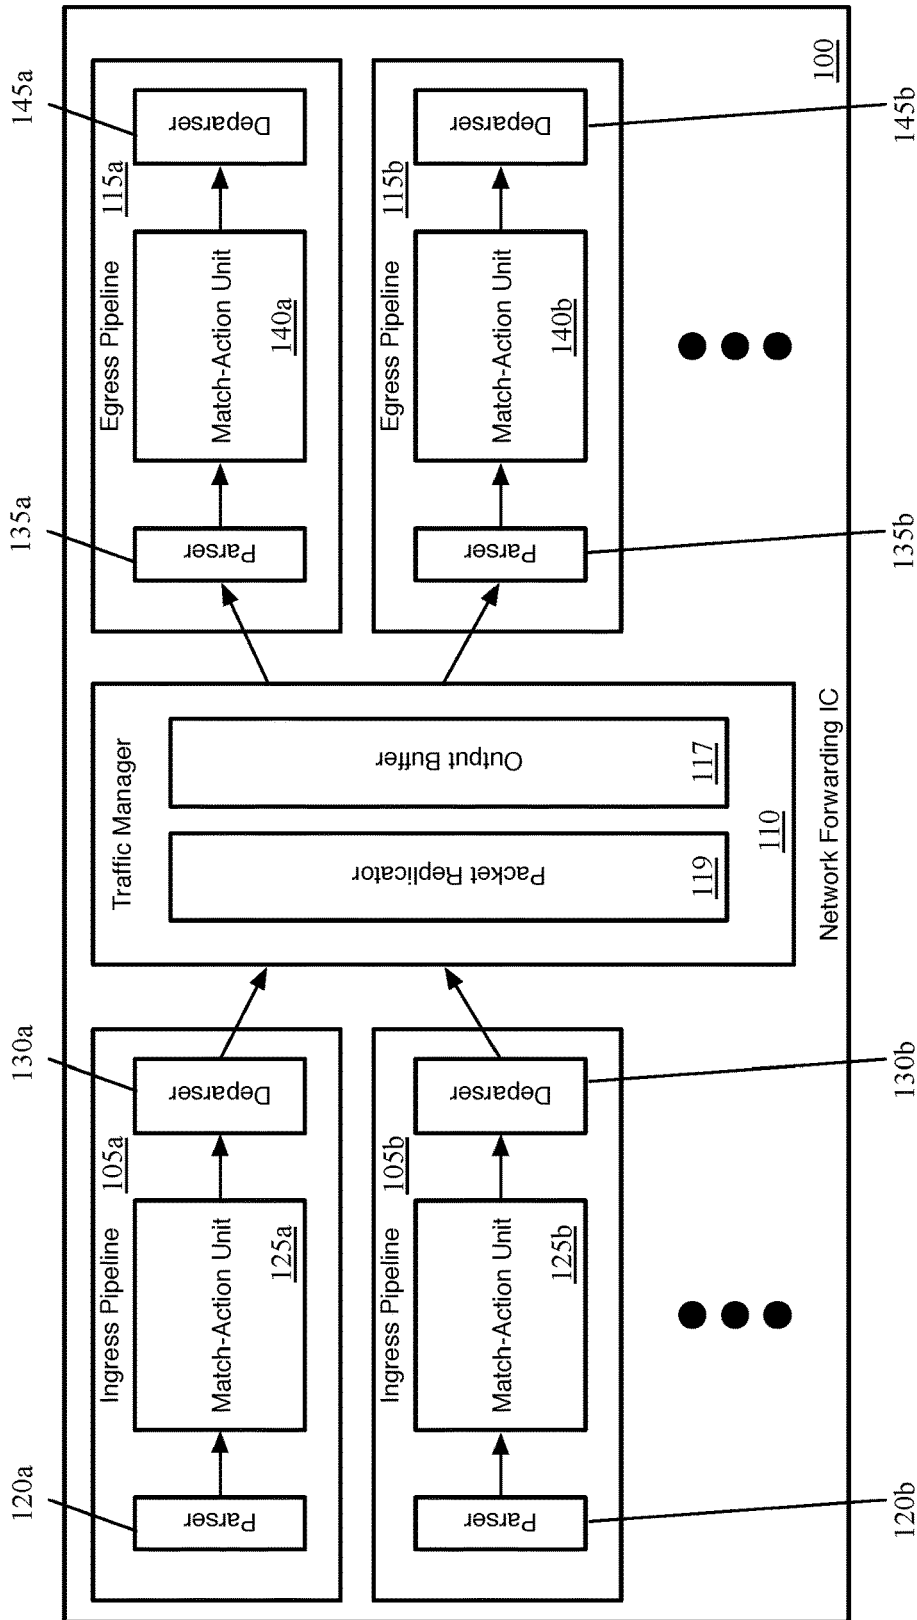 120a
130a
135a
145a
Ingress Pipeline
105a
Parser
Match-Action Unit
125a
Deparser
Traffic Manager
Packet Replicator
119
Output Buffer
117
110
Egress Pipeline
115a
Parser
Match-Action Unit
140a
Deparser
Ingress Pipeline
105b
Parser
Match-Action Unit
125b
Deparser
Egress Pipeline
115b
Parser
Match-Action Unit
140b
Deparser
Network Forwarding IC
100
120b
130b
135b
145b